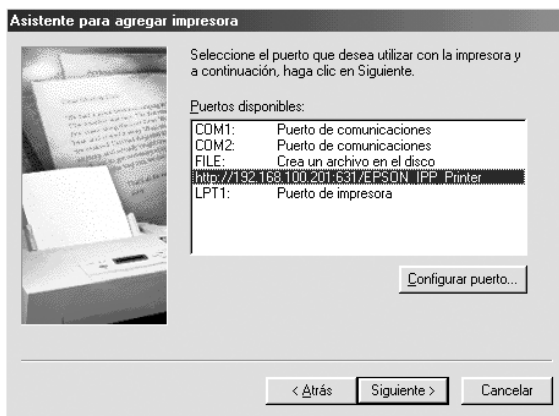 Asistente para agregar impresora
Seleccione el puerto que desea utilizar con la impresora y
a continuación, haga clic en Siguiente.
Puertos disponibles:
COM1: Puerto de comunicaciones
COM2: Puerto de comunicaciones
FILE: Crea un archivo en el disco
http://192.168.100.201:631/EPSON_IPP_Printer
LPT1: Puerto de impresora
Configurar puerto...
< Atrás Siguiente > Cancelar